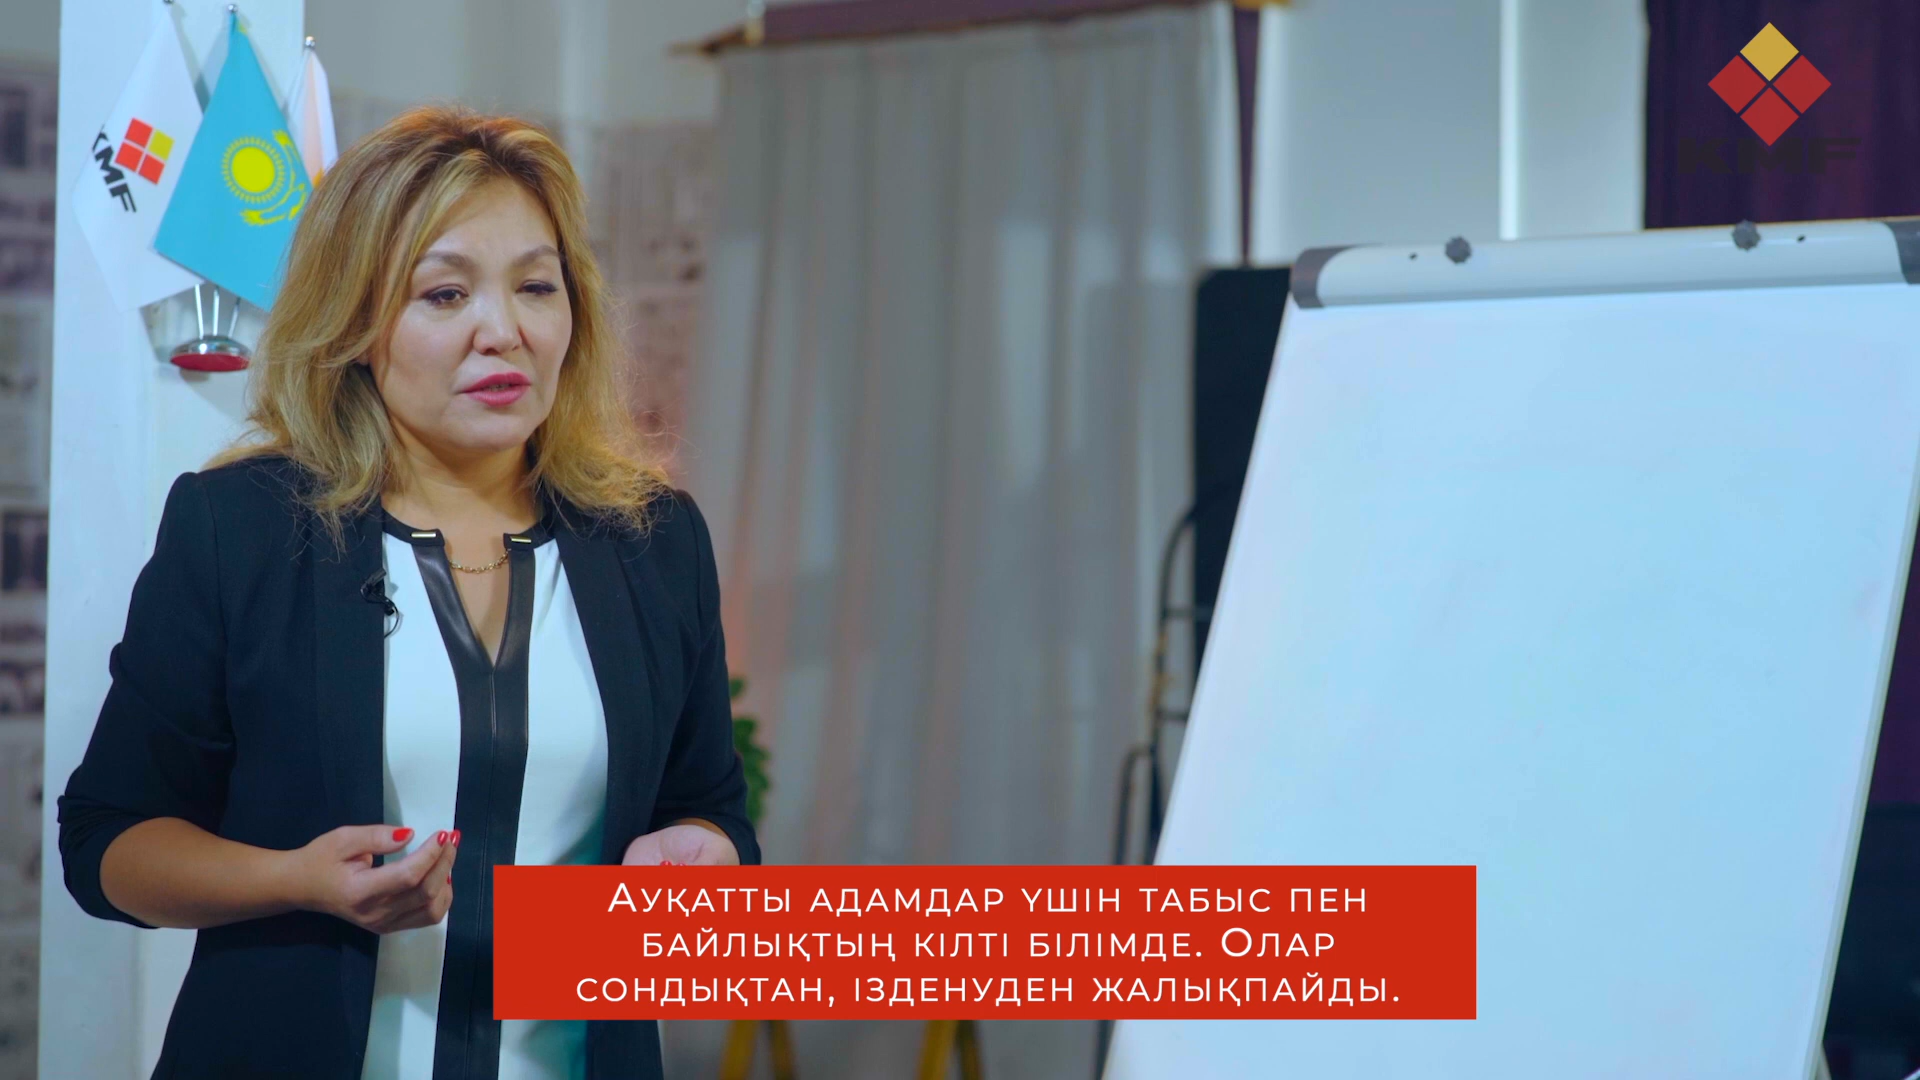 KMF
KMF
Ауқатты адамдар үшін табыс пен
байлықтың кілті білімде. Олар
сондықтан, ізденуден жалықпайды.